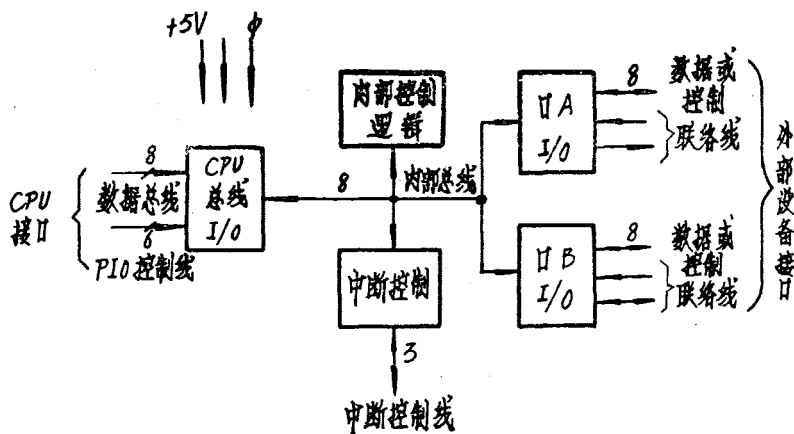 +5V
φ
CPU
接口
8
数据总线
6
PIO控制线
CPU
总线
I/O
8
内部总线
内部控制
逻辑
中断控制
3
中断控制线
口A
I/O
8
数据或
控制
联络线
口B
I/O
8
数据或
控制
联络线
外部设备接口